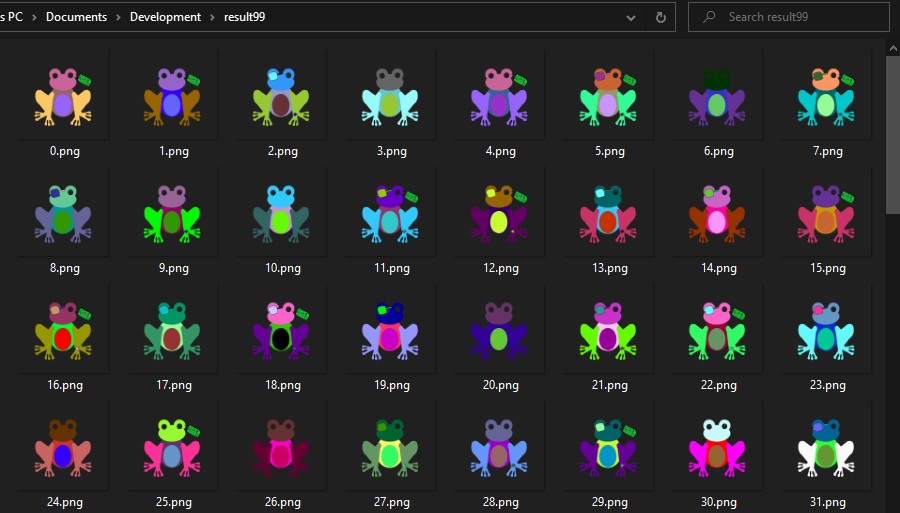 s PC > Documents > Development > result99
Search result99
0.png 1.png 2.png 3.png 4.png 5.png 6.png 7.png
8.png 9.png 10.png 11.png 12.png 13.png 14.png 15.png
16.png 17.png 18.png 19.png 20.png 21.png 22.png 23.png
24.png 25.png 26.png 27.png 28.png 29.png 30.png 31.png